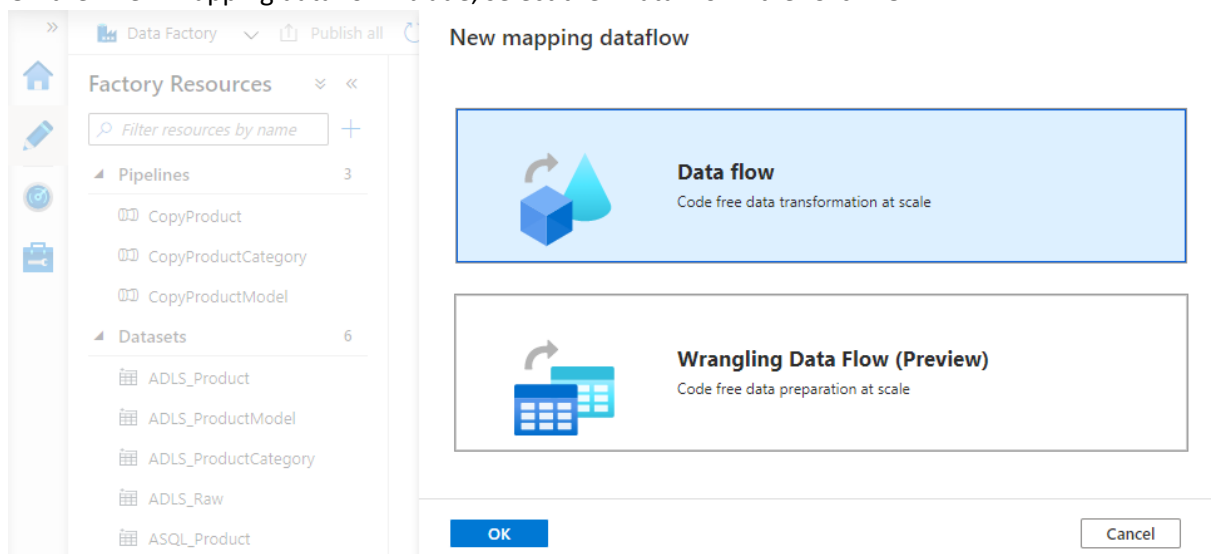 Data Factory
Publish all
New mapping dataflow
Factory Resources
Filter resources by name
Pipelines 3
CopyProduct
CopyProductCategory
CopyProductModel
Datasets 6
ADLS_Product
ADLS_ProductModel
ADLS_ProductCategory
ADLS_Raw
ASQL_Product
Data flow
Code free data transformation at scale
Wrangling Data Flow (Preview)
Code free data preparation at scale
OK
Cancel